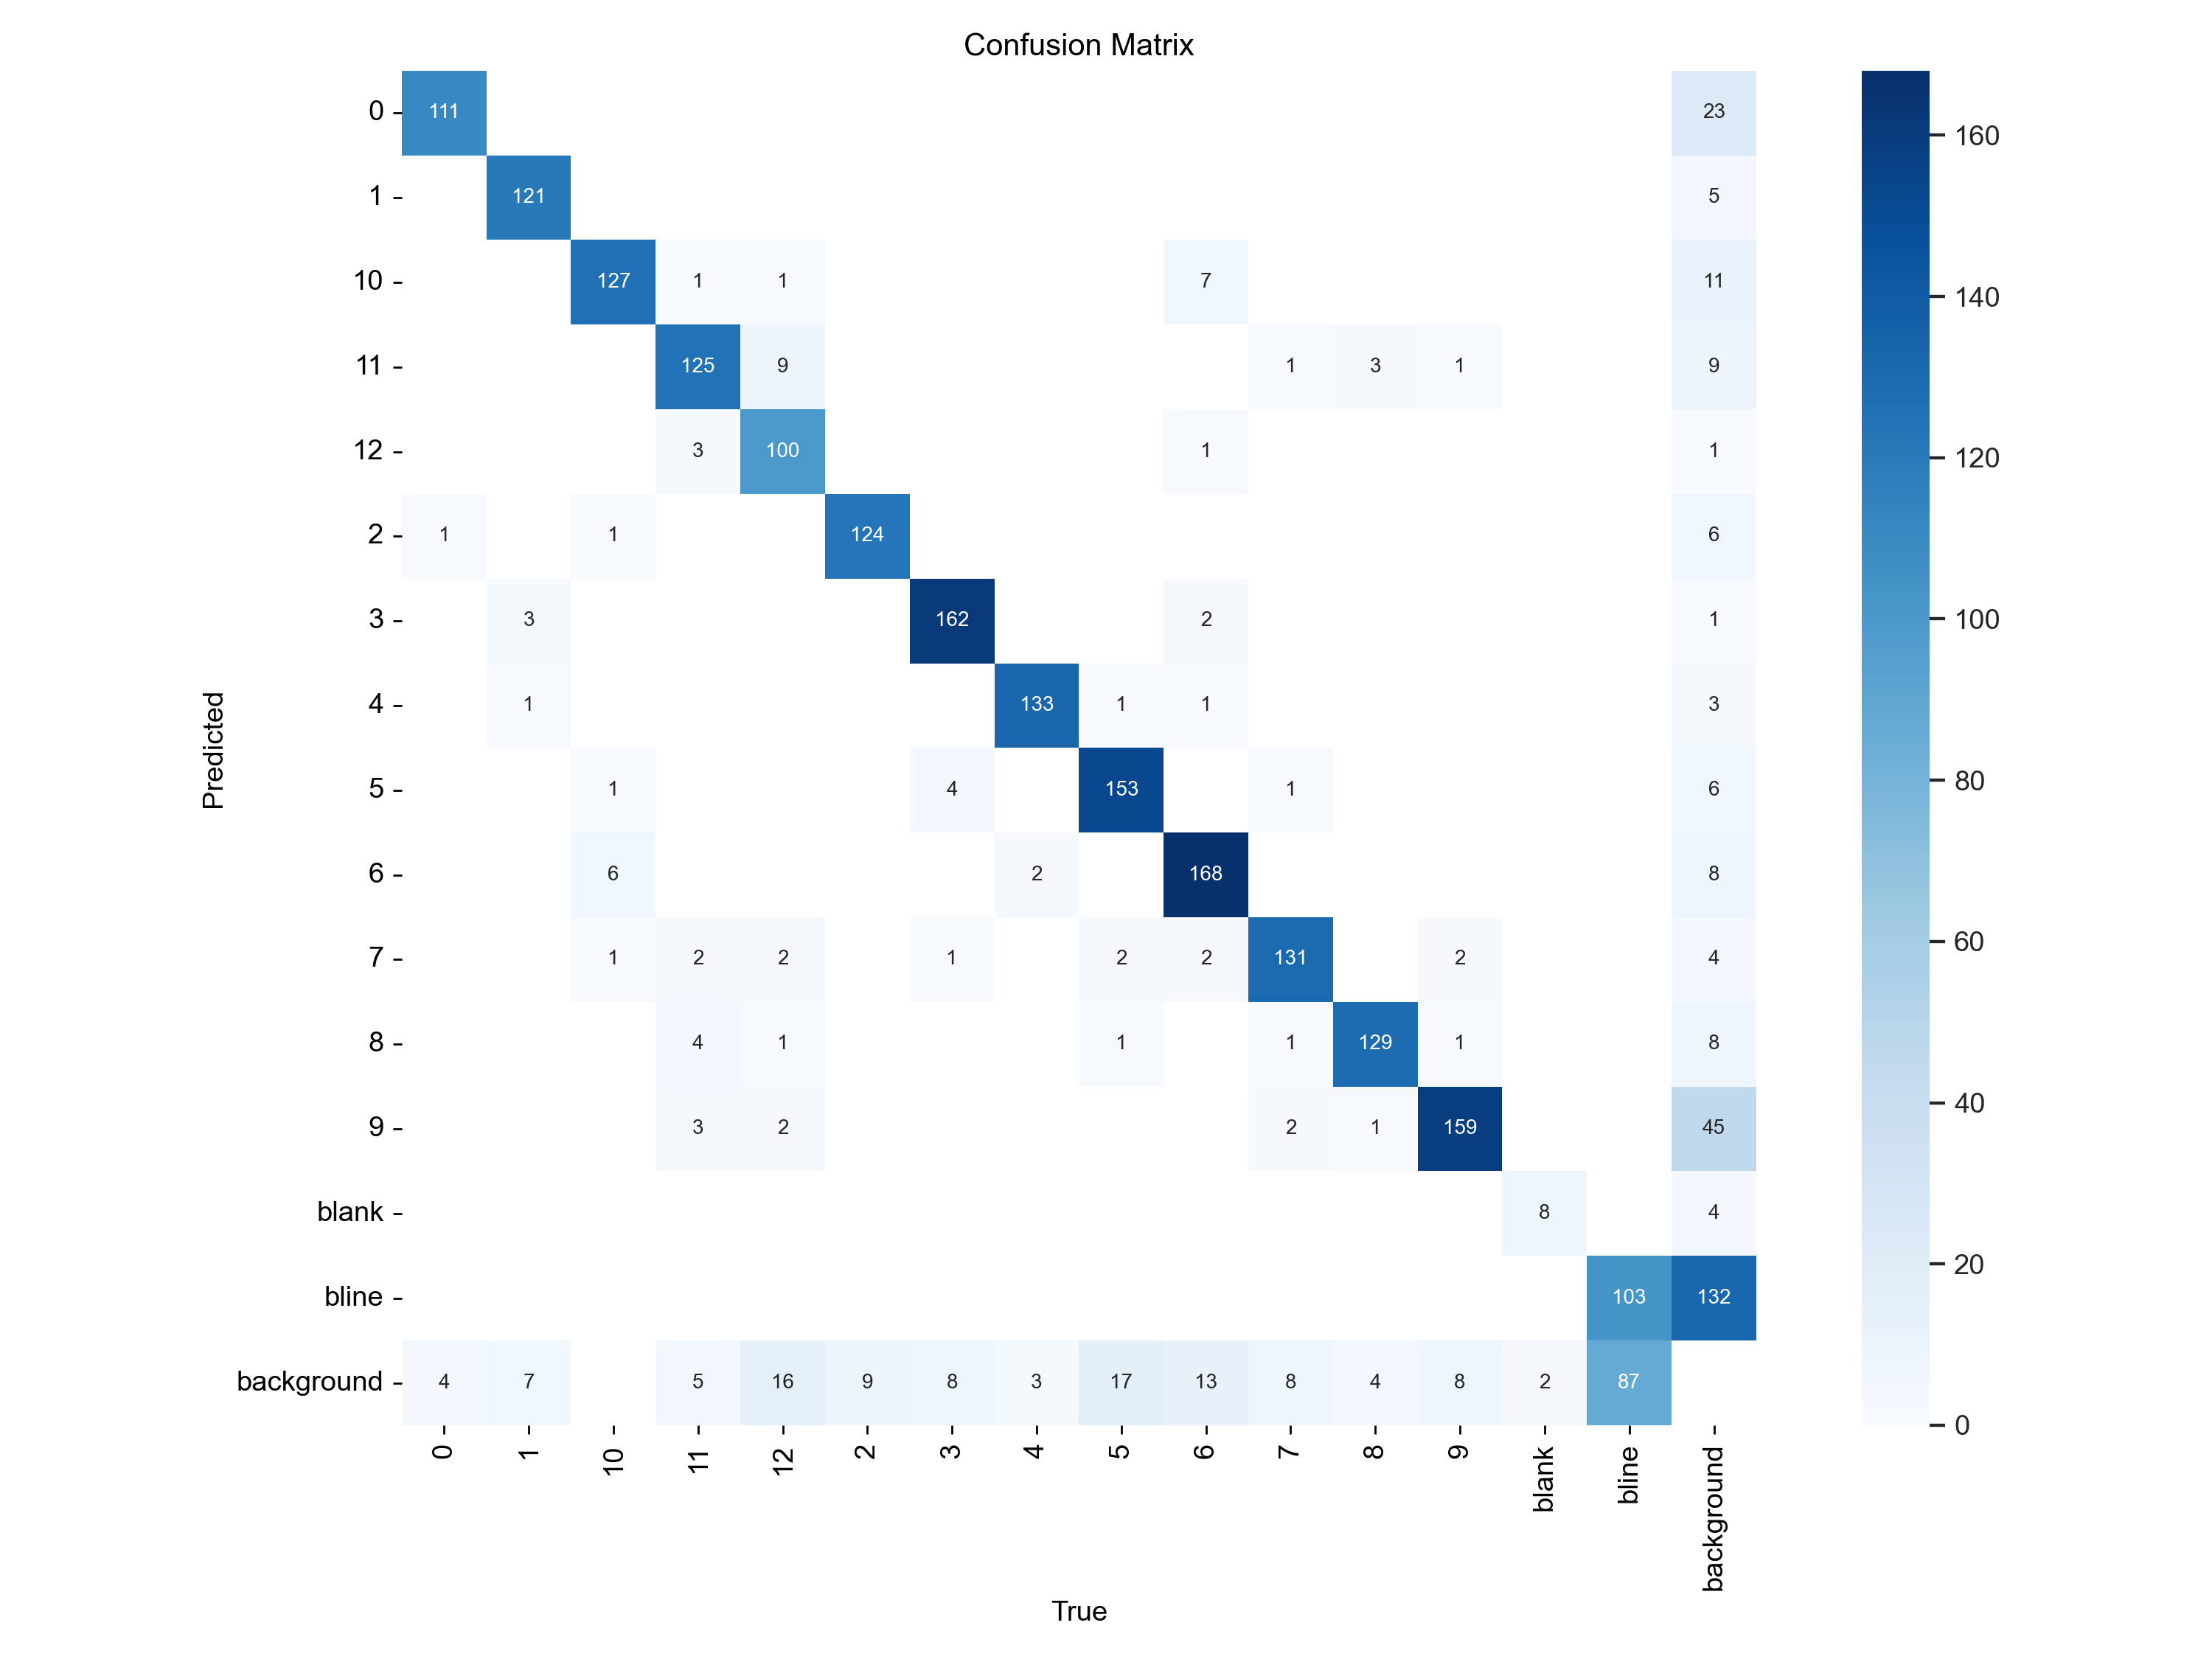 Confusion Matrix
0 111 23
1 121 5
10 127 1 1 7 11
11 125 9 1 3 1 9
12 3 100 1 1
2 1 1 124 6
3 3 162 2 1
4 1 133 1 1 3
5 1 4 153 1 6
6 6 2 168 8
7 1 2 2 1 2 2 131 2 4
8 4 1 1 1 129 1 8
9 3 2 2 1 159 45
blank 8 4
bline 103 132
background 4 7 5 16 9 8 3 17 13 8 4 8 2 87
0 1 10 11 12 2 3 4 5 6 7 8 9 blank bline background
True
Predicted
160
140
120
100
80
60
40
20
0